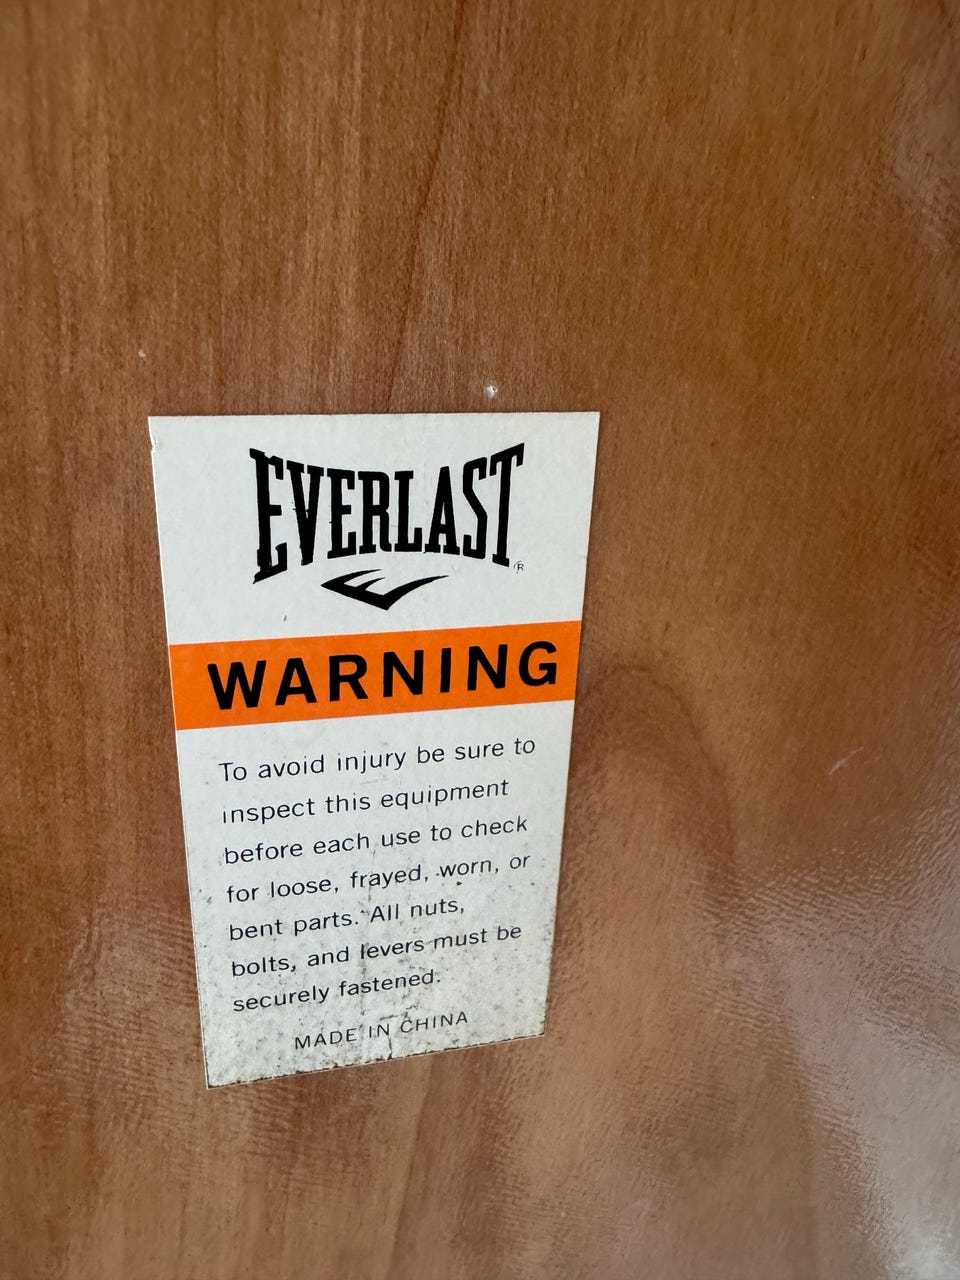 EVERLAST
®
WARNING
To avoid injury be sure to
inspect this equipment
before each use to check
for loose, frayed, worn, or
bent parts. All nuts,
bolts, and levers must be
securely fastened.
MADE IN CHINA